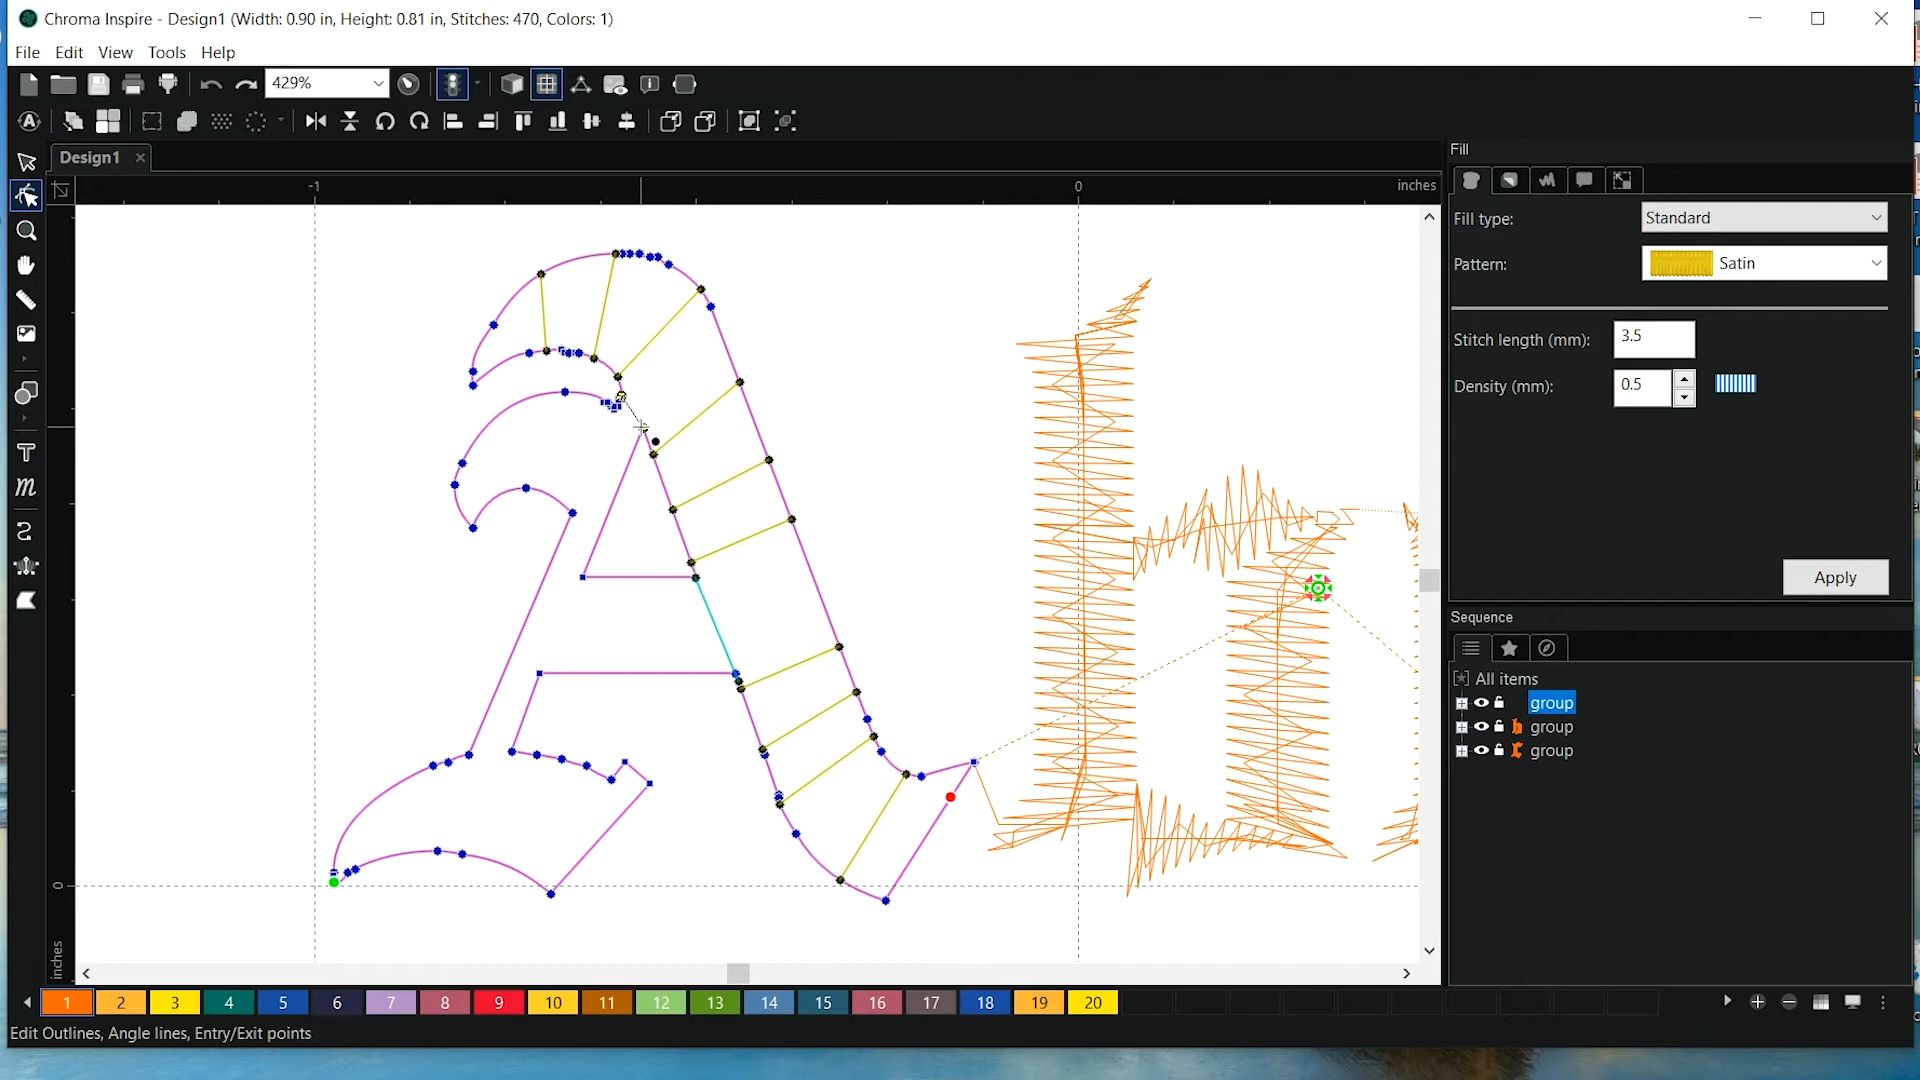 Chroma Inspire - Design1 (Width: 0.90 in, Height: 0.81 in, Stitches: 470, Colors: 1)
File Edit View Tools Help
429%
Design1
Fill
-1 0 inches
Fill type: Standard
Pattern: Satin
Stitch length (mm): 3.5
Density (mm): 0.5
Apply
Sequence
All items
group
group
group
0
inches
1 2 3 4 5 6 7 8 9 10 11 12 13 14 15 16 17 18 19 20
Edit Outlines, Angle lines, Entry/Exit points